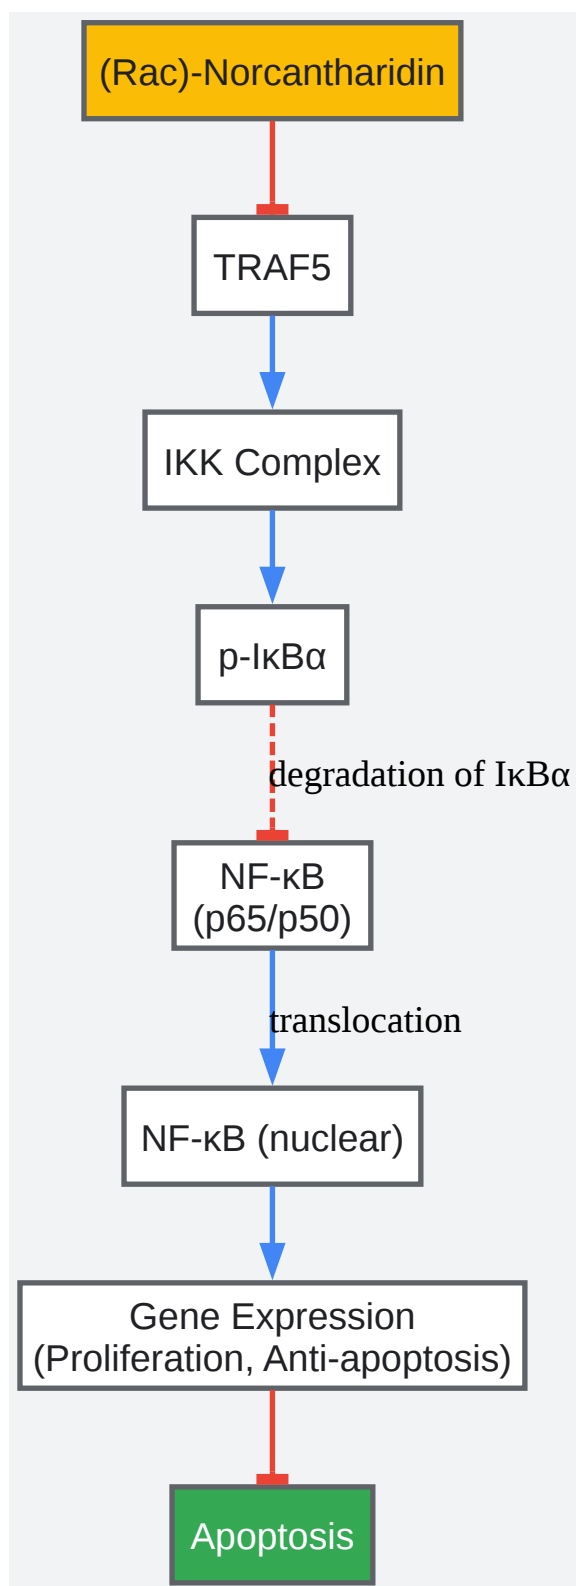 (Rac)-Norcantharidin
TRAF5
IKK Complex
p-IκBα
degradation of IκBα
NF-κB
(p65/p50)
translocation
NF-κB (nuclear)
Gene Expression
(Proliferation, Anti-apoptosis)
Apoptosis